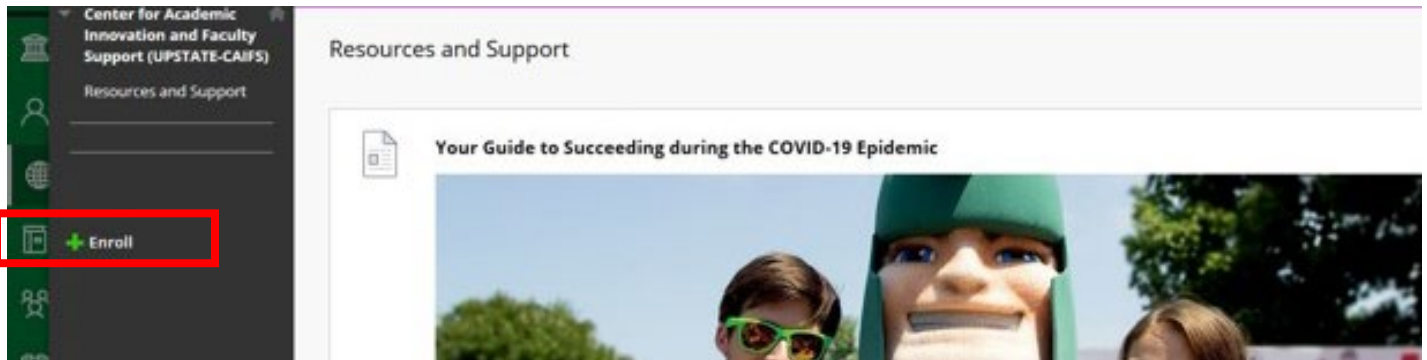 Center for Academic
Innovation and Faculty
Support (UPSTATE-CAIFS)
Resources and Support
Enroll
Resources and Support
Your Guide to Succeeding during the COVID-19 Epidemic